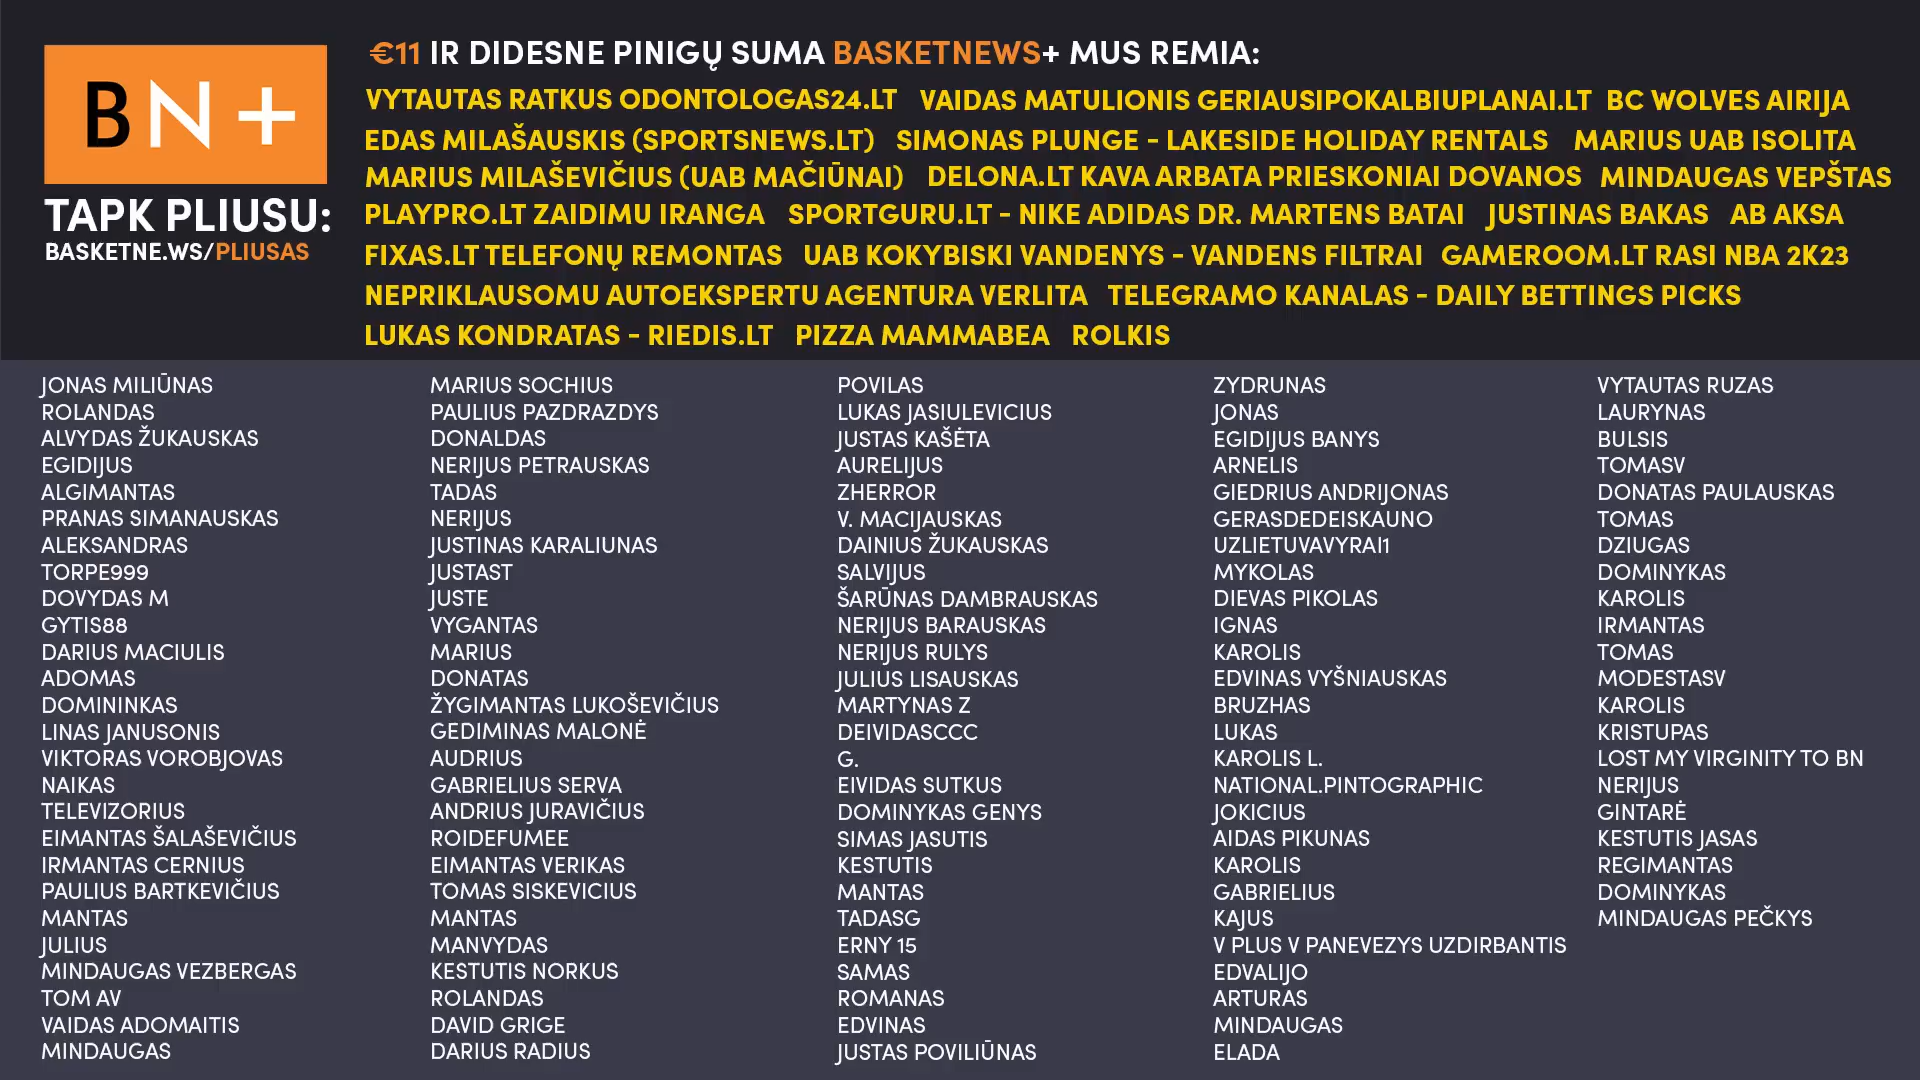 BN+
TAPK PLIUSU:
BASKETNE.WS/PLIUSAS
€11 IR DIDESNE PINIGŲ SUMA BASKETNEWS+ MUS REMIA:
VYTAUTAS RATKUS ODONTOLOGAS24.LT VAIDAS MATULIONIS GERIAUSIPOKALBIUPLANAI.LT BC WOLVES AIRIJA
EDAS MILAŠAUSKIS (SPORTSNEWS.LT) SIMONAS PLUNGE - LAKESIDE HOLIDAY RENTALS MARIUS UAB ISOLITA
MARIUS MILAŠEVIČIUS (UAB MAČIŪNAI) DELONA.LT KAVA ARBATA PRIESKONIAI DOVANOS MINDAUGAS VEPŠTAS
PLAYPRO.LT ZAIDIMU IRANGA SPORTGURU.LT - NIKE ADIDAS DR. MARTENS BATAI JUSTINAS BAKAS AB AKSA
FIXAS.LT TELEFONŲ REMONTAS UAB KOKYBISKI VANDENYS - VANDENS FILTRAI GAMEROOM.LT RASI NBA 2K23
NEPRIKLAUSOMU AUTOEKSPERTU AGENTURA VERLITA TELEGRAMO KANALAS - DAILY BETTINGS PICKS
LUKAS KONDRATAS - RIEDIS.LT PIZZA MAMMABEA ROLKIS
JONAS MILIŪNAS
ROLANDAS
ALVYDAS ŽUKAUSKAS
EGIDIJUS
ALGIMANTAS
PRANAS SIMANAUSKAS
ALEKSANDRAS
TORPE999
DOVYDAS M
GYTIS88
DARIUS MACIULIS
ADOMAS
DOMININKAS
LINAS JANUSONIS
VIKTORAS VOROBJOVAS
NAIKAS
TELEVIZORIUS
EIMANTAS ŠALAŠEVIČIUS
IRMANTAS CERNIUS
PAULIUS BARTKEVIČIUS
MANTAS
JULIUS
MINDAUGAS VEZBERGAS
TOM AV
VAIDAS ADOMAITIS
MINDAUGAS
MARIUS SOCHIUS
PAULIUS PAZDRAZDYS
DONALDAS
NERIJUS PETRAUSKAS
TADAS
NERIJUS
JUSTINAS KARALIUNAS
JUSTAST
JUSTE
VYGANTAS
MARIUS
DONATAS
ŽYGIMANTAS LUKOŠEVIČIUS
GEDIMINAS MALONĖ
AUDRIUS
GABRIELIUS SERVA
ANDRIUS JURAVIČIUS
ROIDEFUMEE
EIMANTAS VERIKAS
TOMAS SISKEVICIUS
MANTAS
MANVYDAS
KESTUTIS NORKUS
ROLANDAS
DAVID GRIGE
DARIUS RADIUS
POVILAS
LUKAS JASIULEVICIUS
JUSTAS KAŠĖTA
AURELIJUS
ZHERROR
V. MACIJAUSKAS
DAINIUS ŽUKAUSKAS
SALVIJUS
ŠARŪNAS DAMBRAUSKAS
NERIJUS BARAUSKAS
NERIJUS RULYS
JULIUS LISAUSKAS
MARTYNAS Z
DEIVIDASCCC
G.
EIVIDAS SUTKUS
DOMINYKAS GENYS
SIMAS JASUTIS
KESTUTIS
MANTAS
TADASG
ERNY 15
SAMAS
ROMANAS
EDVINAS
JUSTAS POVILIŪNAS
ZYDRUNAS
JONAS
EGIDIJUS BANYS
ARNELIS
GIEDRIUS ANDRIJONAS
GERASDEDEISKAUNO
UZLIETUVAVYRAI1
MYKOLAS
DIEVAS PIKOLAS
IGNAS
KAROLIS
EDVINAS VYŠNIAUSKAS
BRUZHAS
LUKAS
KAROLIS L.
NATIONAL.PINTOGRAPHIC
JOKICIUS
AIDAS PIKUNAS
KAROLIS
GABRIELIUS
KAJUS
V PLUS V PANEVEZYS UZDIRBANTIS
EDVALIJO
ARTURAS
MINDAUGAS
ELADA
VYTAUTAS RUZAS
LAURYNAS
BULSIS
TOMASV
DONATAS PAULAUSKAS
TOMAS
DZIUGAS
DOMINYKAS
KAROLIS
IRMANTAS
TOMAS
MODESTASV
KAROLIS
KRISTUPAS
LOST MY VIRGINITY TO BN
NERIJUS
GINTARĖ
KESTUTIS JASAS
REGIMANTAS
DOMINYKAS
MINDAUGAS PEČKYS